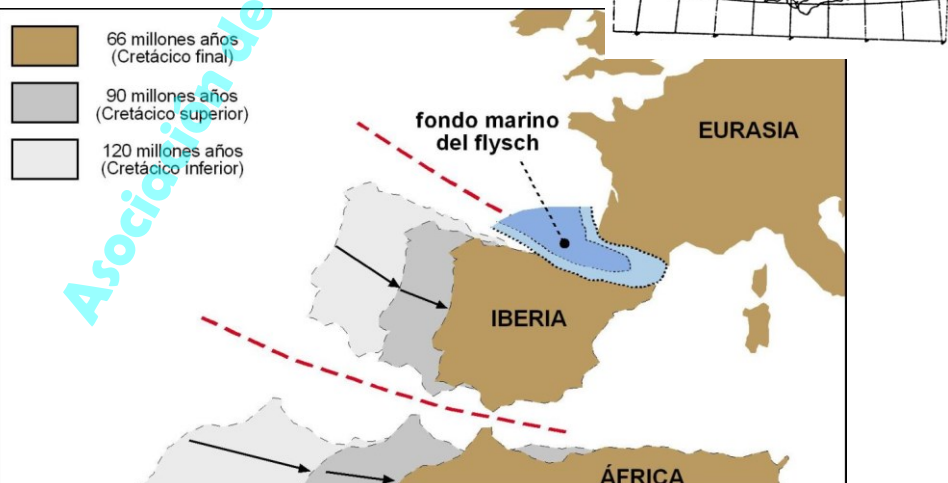 66 millones años
(Cretácico final)
90 millones años
(Cretácico superior)
120 millones años
(Cretácico inferior)
Asociación de
fondo marino
del flysch
EURASIA
IBERIA
ÁFRICA